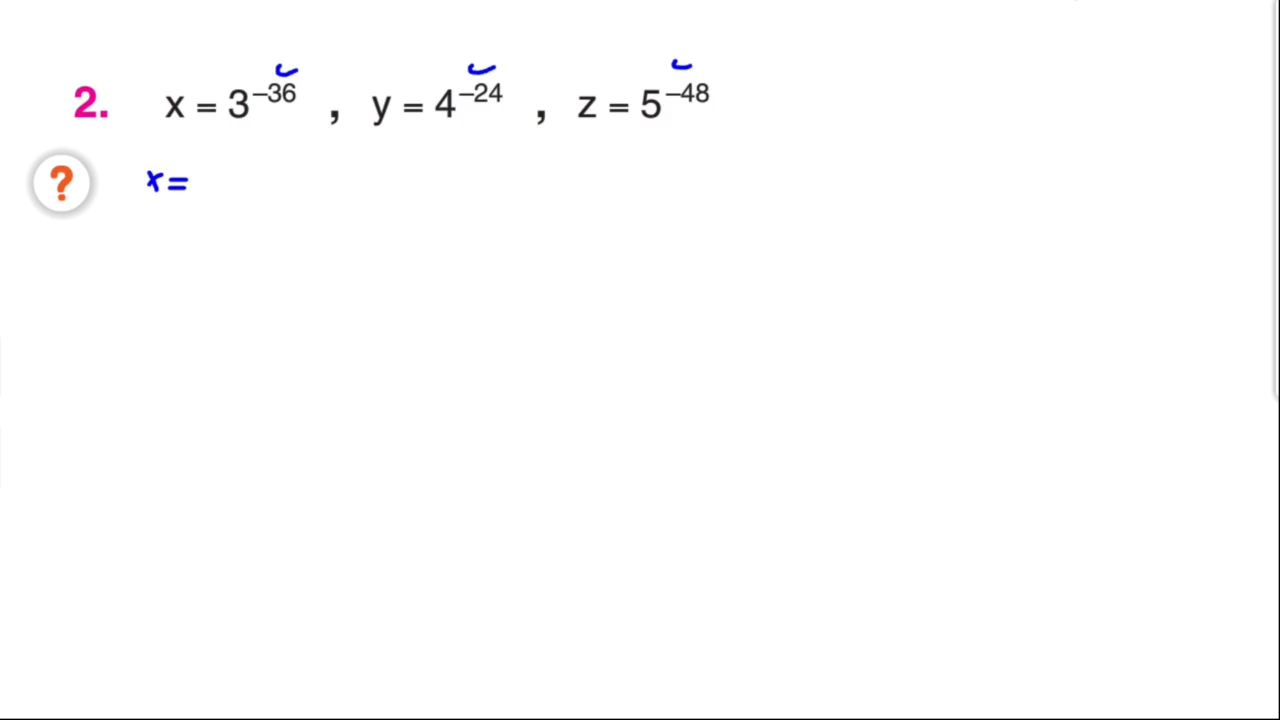 2. x = 3⁻³⁶ , y = 4⁻²⁴ , z = 5⁻⁴⁸
? x =